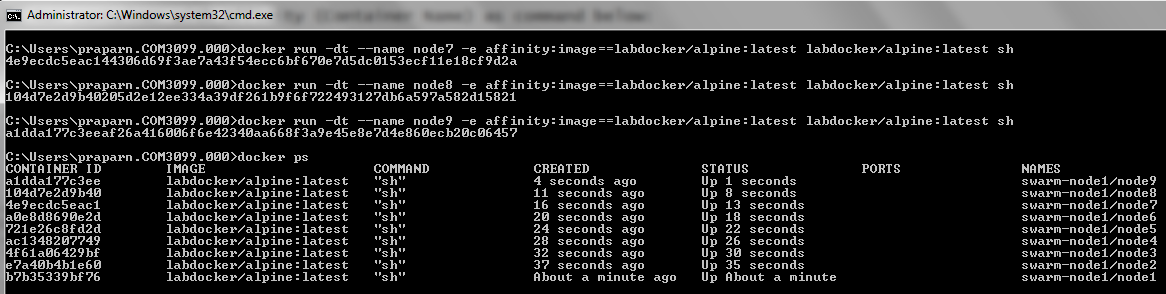 Administrator: C:\Windows\system32\cmd.exe
ty (Container Name) as command below:
C:\Users\praparn.COM3099.000>docker run -dt --name node7 -e affinity:image==labdocker/alpine:latest labdocker/alpine:latest sh
4e9ecdc5eac144306d69f3ae7a43f54ecc6bf670e7d5dc0153ecf11e18cf9d2a
C:\Users\praparn.COM3099.000>docker run -dt --name node8 -e affinity:image==labdocker/alpine:latest labdocker/alpine:latest sh
104d7e2d9b40205d2e12ee334a39df261b9f6f722493127db6a597a582d15821
C:\Users\praparn.COM3099.000>docker run -dt --name node9 -e affinity:image==labdocker/alpine:latest labdocker/alpine:latest sh
a1dda177c3eeaf26a416006f6e42340aa668f3a9e45e8e7d4e860ecb20c06457
C:\Users\praparn.COM3099.000>docker ps
CONTAINER ID IMAGE COMMAND CREATED STATUS PORTS NAMES
a1dda177c3ee labdocker/alpine:latest "sh" 4 seconds ago Up 1 seconds swarm-node1/node9
104d7e2d9b40 labdocker/alpine:latest "sh" 11 seconds ago Up 8 seconds swarm-node1/node8
4e9ecdc5eac1 labdocker/alpine:latest "sh" 16 seconds ago Up 13 seconds swarm-node1/node7
a0e8d8690e2d labdocker/alpine:latest "sh" 20 seconds ago Up 18 seconds swarm-node1/node6
721e26c8fd2d labdocker/alpine:latest "sh" 24 seconds ago Up 22 seconds swarm-node1/node5
ac1348207749 labdocker/alpine:latest "sh" 28 seconds ago Up 26 seconds swarm-node1/node4
4f61a06429bf labdocker/alpine:latest "sh" 32 seconds ago Up 30 seconds swarm-node1/node3
e7a40b4b1e60 labdocker/alpine:latest "sh" 37 seconds ago Up 35 seconds swarm-node1/node2
b7b35339bf76 labdocker/alpine:latest "sh" About a minute ago Up About a minute swarm-node1/node1